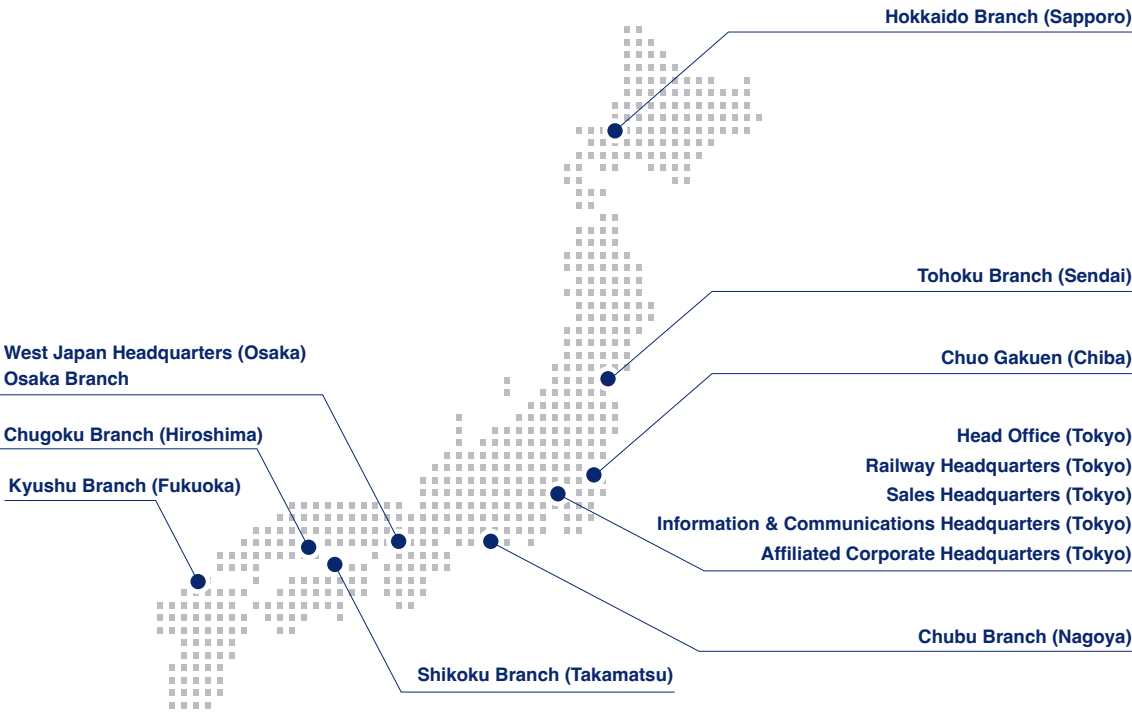 Hokkaido Branch (Sapporo)
Tohoku Branch (Sendai)
West Japan Headquarters (Osaka)
Osaka Branch
Chuo Gakuen (Chiba)
Chugoku Branch (Hiroshima)
Kyushu Branch (Fukuoka)
Head Office (Tokyo)
Railway Headquarters (Tokyo)
Sales Headquarters (Tokyo)
Information & Communications Headquarters (Tokyo)
Affiliated Corporate Headquarters (Tokyo)
Chubu Branch (Nagoya)
Shikoku Branch (Takamatsu)